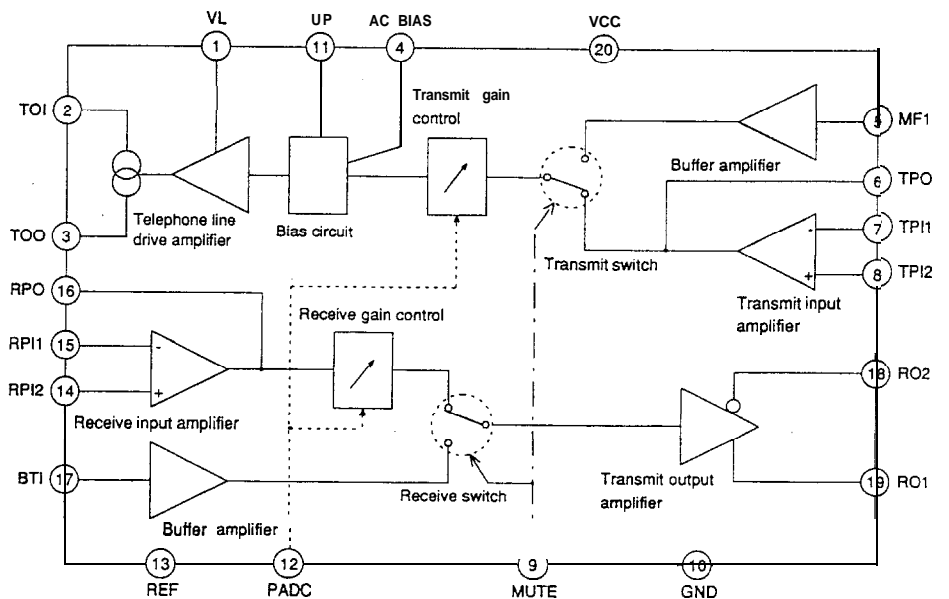 VL UP AC BIAS VCC
1 11 4 20
TOI 2
Transmit gain
control
5 MF1
Buffer amplifier
6 TPO
Telephone line
drive amplifier
Bias circuit
TOO 3
- 7 TPI1
Transmit switch
+ 8 TPI2
RPO 16
Transmit input
amplifier
Receive gain control
RPI1 15 -
RPI2 14 +
18 RO2
Receive input amplifier
BTI 17
Receive switch
Transmit output
amplifier
19 RO1
Buffer amplifier
13 12 9 10
REF PADC MUTE GND